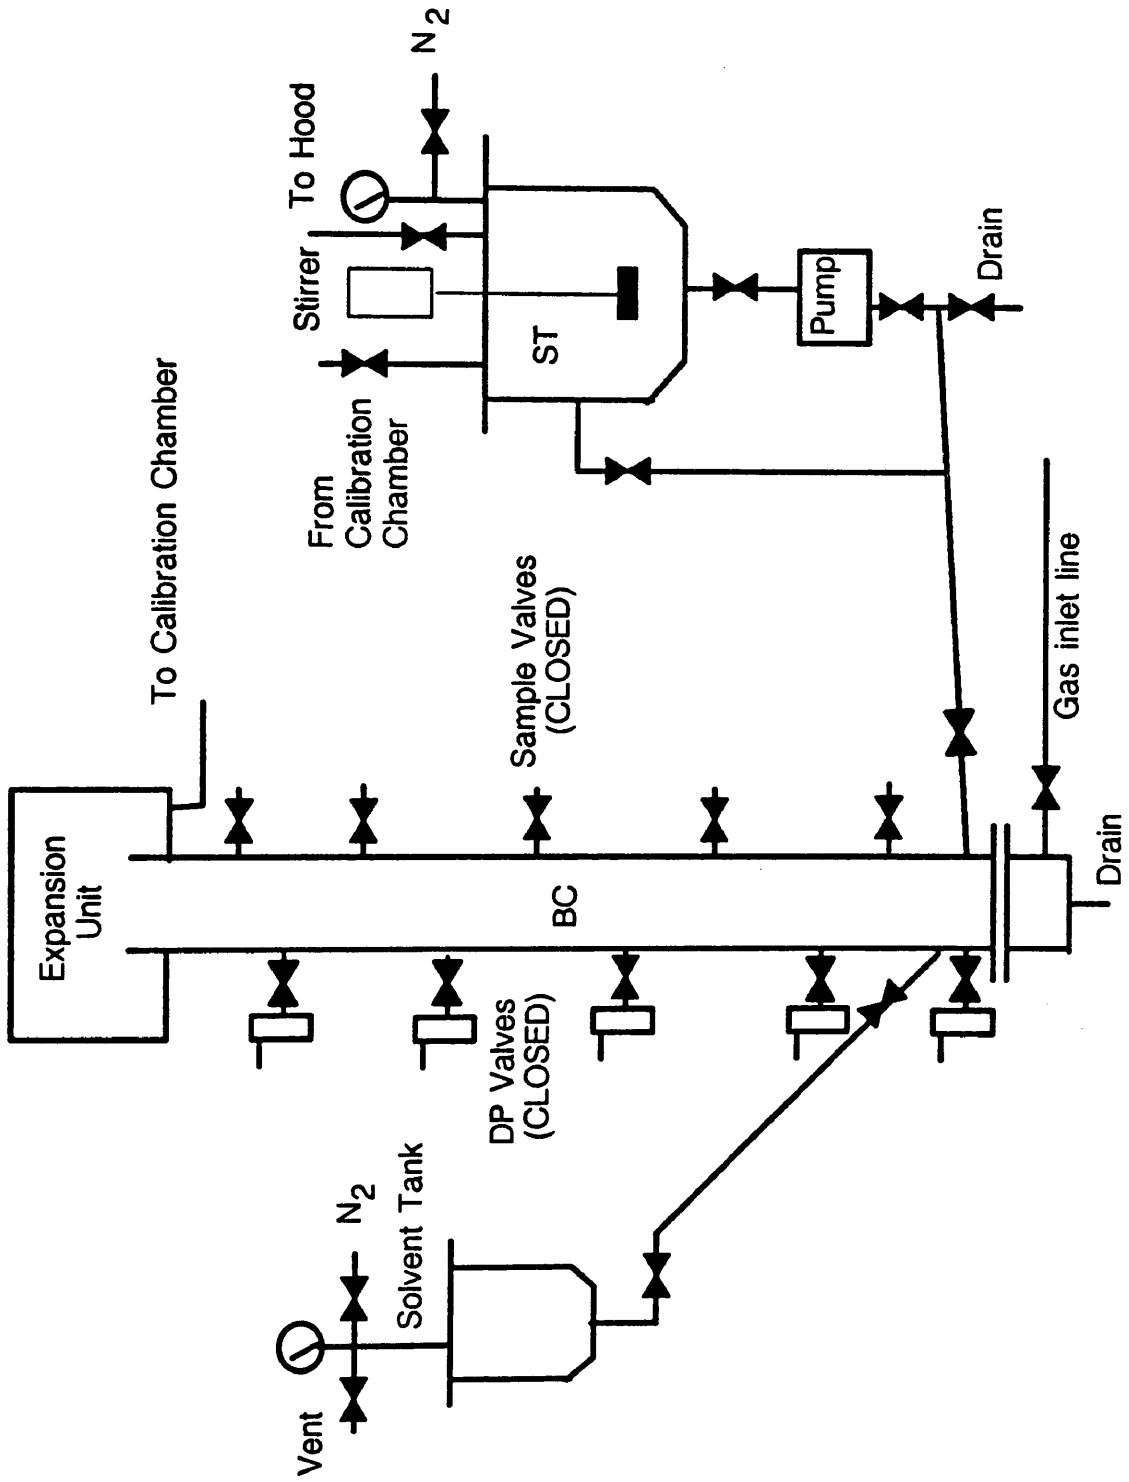 Expansion
Unit
To Calibration Chamber
Vent
N2
Solvent Tank
DP Valves
(CLOSED)
BC
Sample Valves
(CLOSED)
From
Calibration
Chamber
Stirrer
To Hood
N2
ST
Pump
Drain
Gas inlet line
Drain